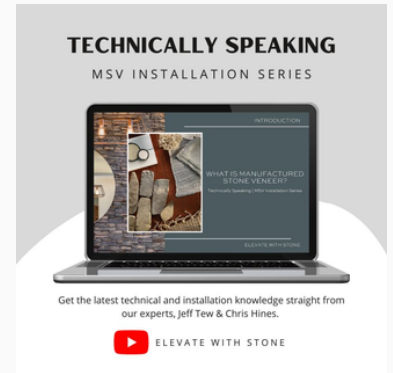 TECHNICALLY SPEAKING
MSV INSTALLATION SERIES
INTRODUCTION
WHAT IS MANUFACTURED
STONE VENEER?
Technically Speaking | MSV Installation Series
ELEVATE WITH STONE
Get the latest technical and installation knowledge straight from
our experts, Jeff Tew & Chris Hines.
ELEVATE WITH STONE